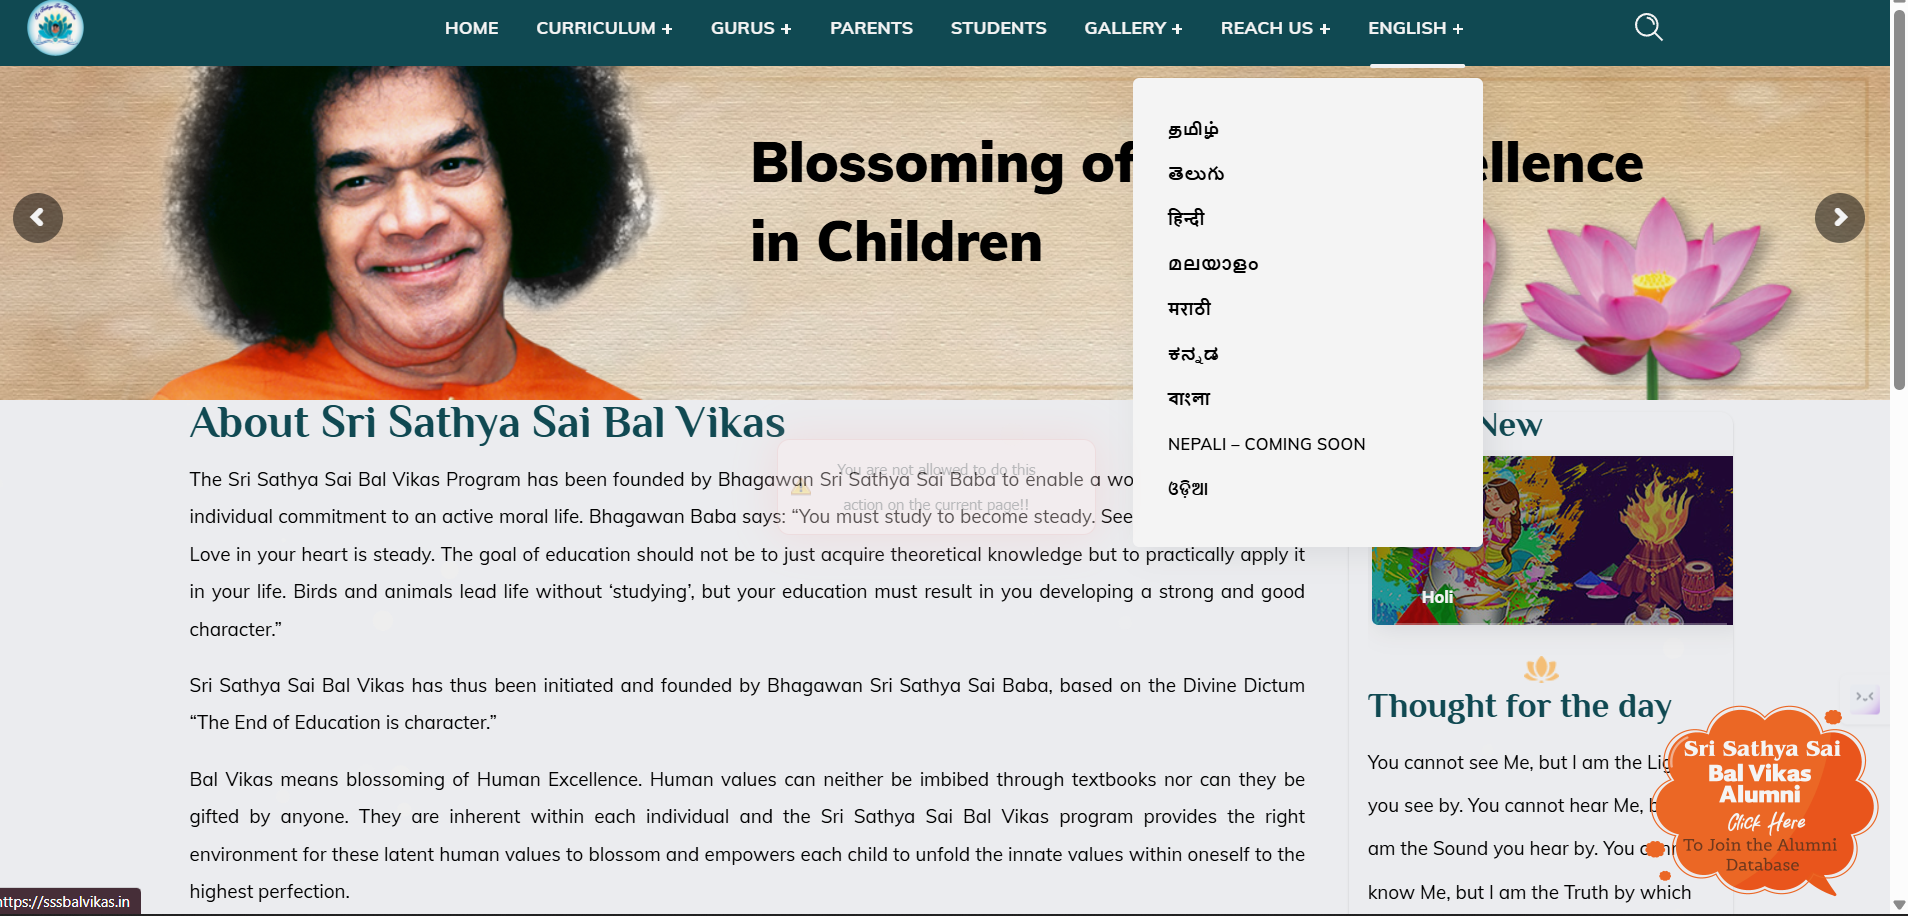 HOME
CURRICULUM +
GURUS +
PARENTS
STUDENTS
GALLERY +
REACH US +
ENGLISH +
தமிழ்
తెలుగు
हिन्दी
മലയാളം
मराठी
ಕನ್ನಡ
বাংলা
NEPALI – COMING SOON
ଓଡ଼ିଆ
Blossoming of
ellence
in Children
About Sri Sathya Sai Bal Vikas
The Sri Sathya Sai Bal Vikas Program has been founded by Bhagawan Sri Sathya Sai Baba to enable a
individual commitment to an active moral life. Bhagawan Baba says: “You must study to become steady. See
Love in your heart is steady. The goal of education should not be to just acquire theoretical knowledge but to practically apply it
in your life. Birds and animals lead life without ‘studying’, but your education must result in you developing a strong and good
character.”
You are not allowed to do this
action on the current page!!
Sri Sathya Sai Bal Vikas has thus been initiated and founded by Bhagawan Sri Sathya Sai Baba, based on the Divine Dictum
“The End of Education is character.”
Bal Vikas means blossoming of Human Excellence. Human values can neither be imbibed through textbooks nor can they be
gifted by anyone. They are inherent within each individual and the Sri Sathya Sai Bal Vikas program provides the right
environment for these latent human values to blossom and empowers each child to unfold the innate values within oneself to the
highest perfection.
New
Holi
Thought for the day
You cannot see Me, but I am the
you see by. You cannot hear Me,
am the Sound you hear by. You
know Me, but I am the Truth by which
Sri Sathya Sai
Bal Vikas
Alumni
Click Here
To Join the Alumni
Database
https://sssbalvikas.in